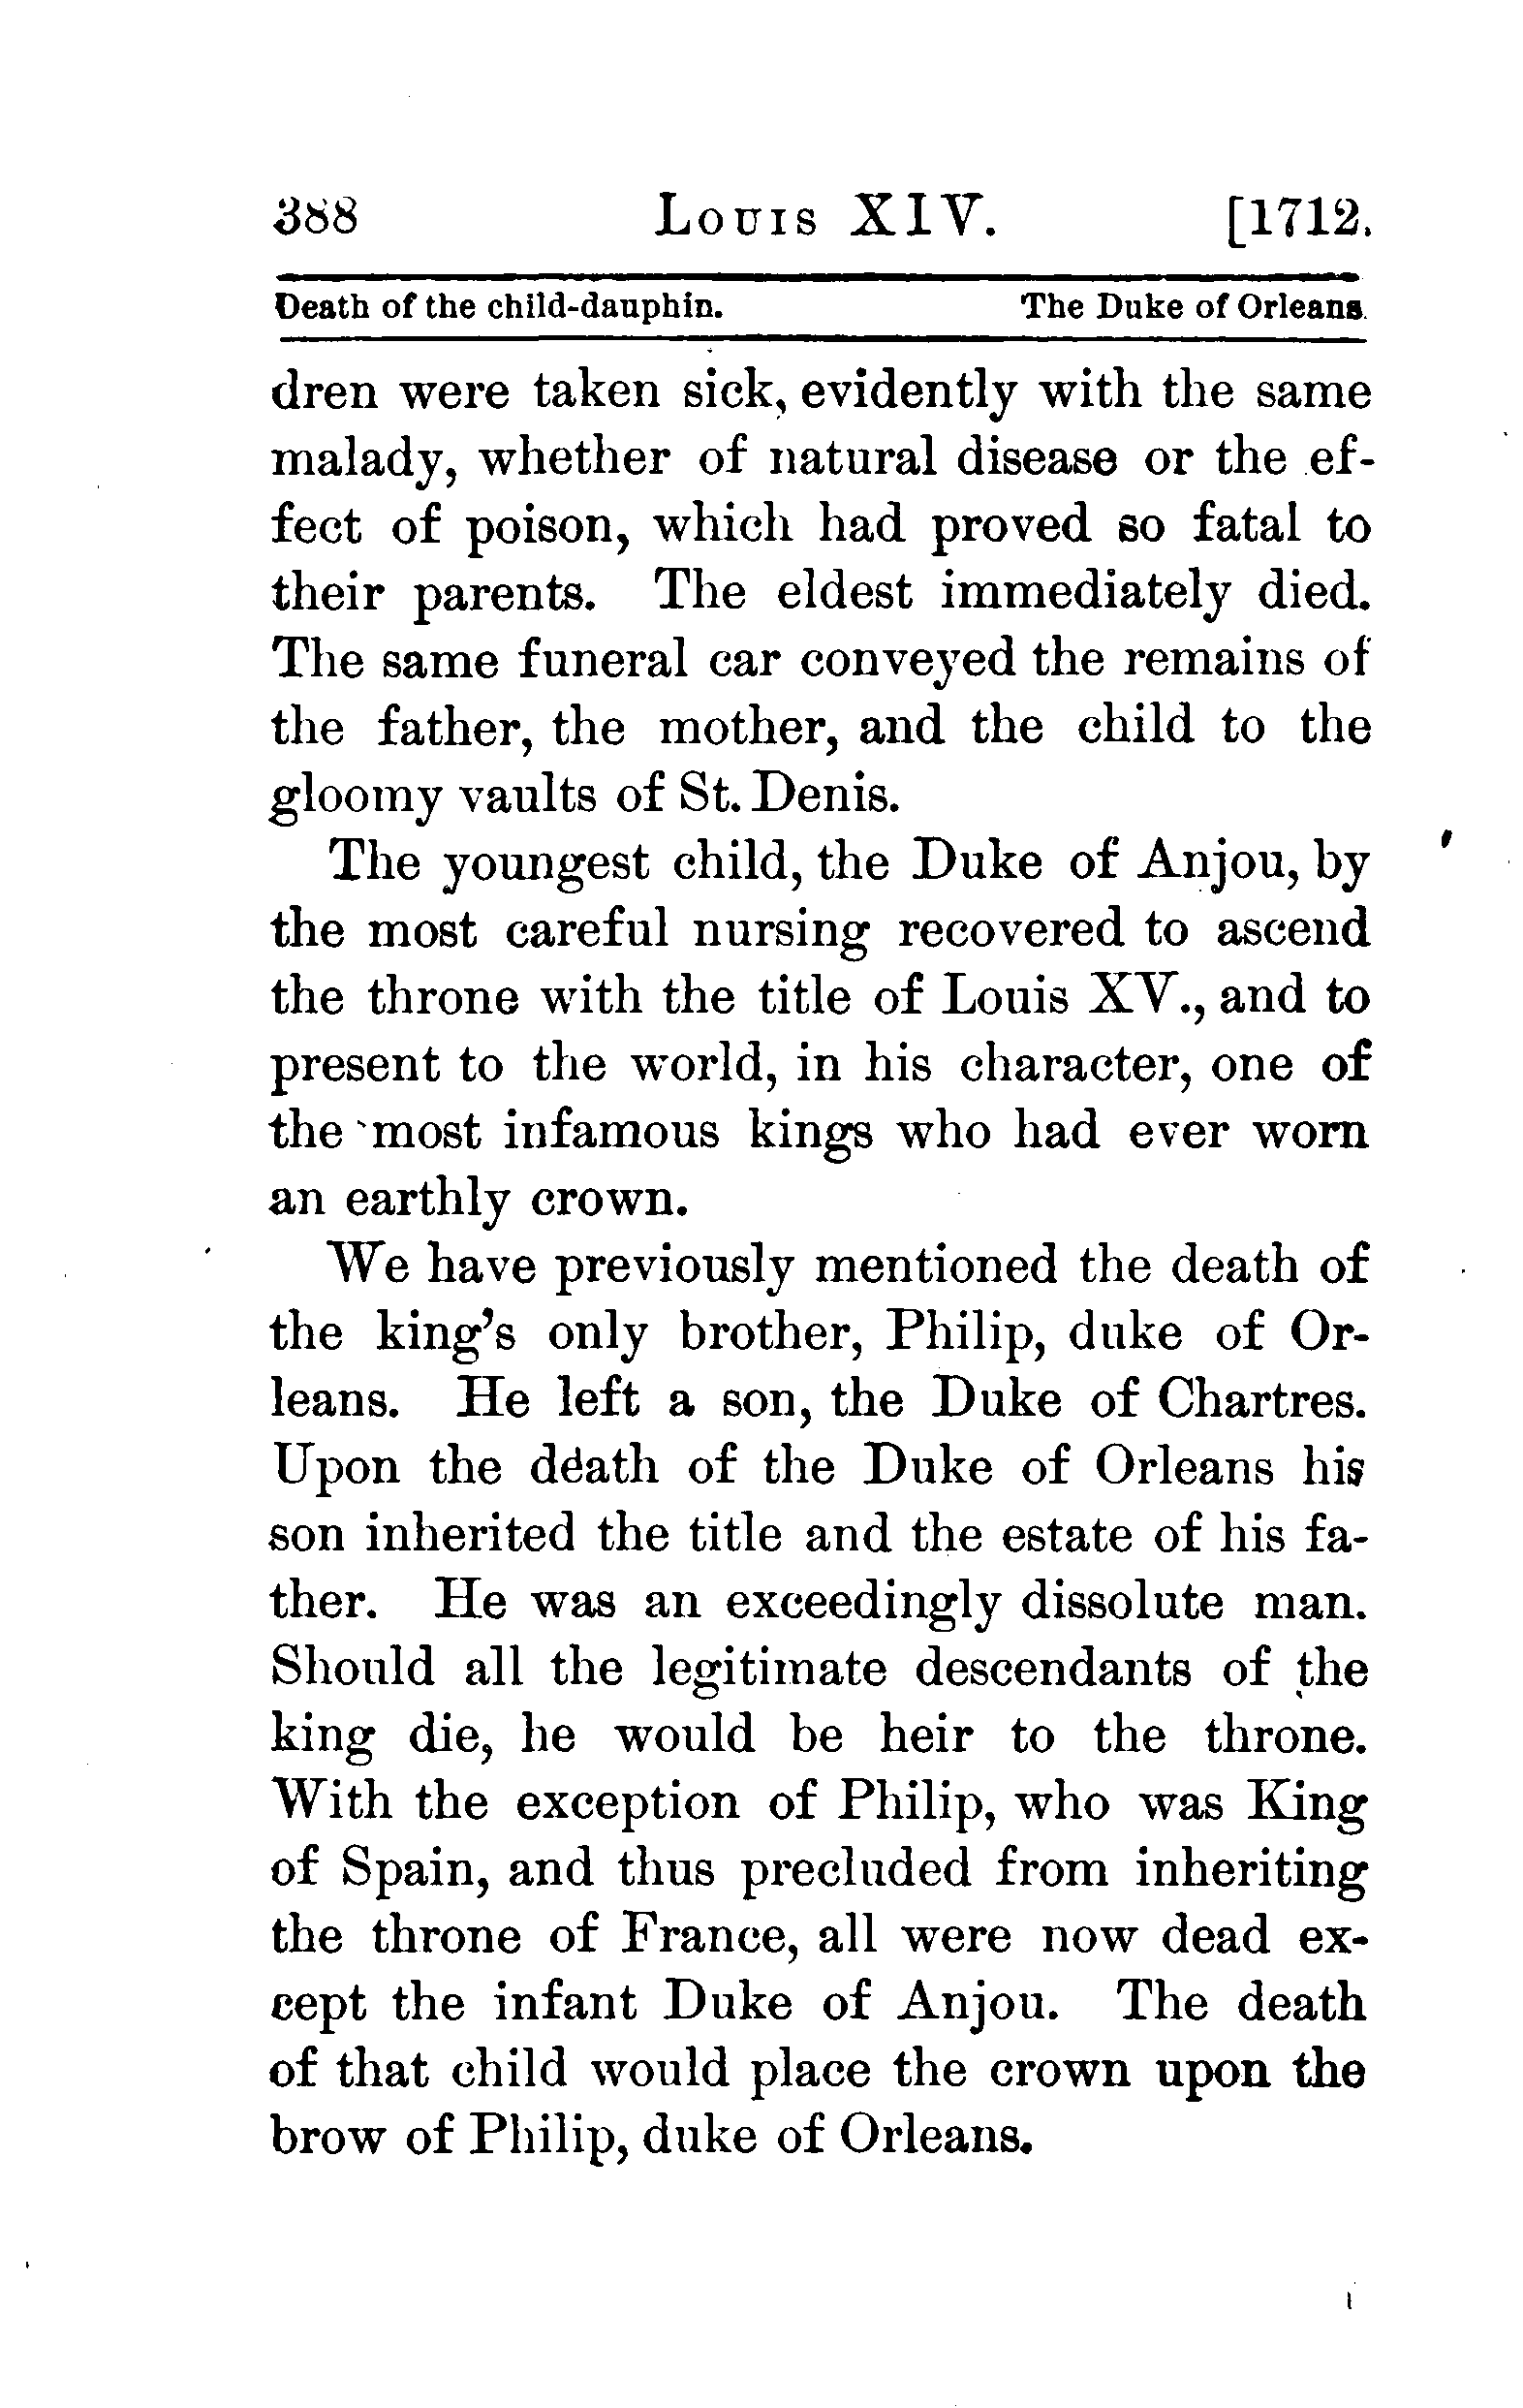 388 Louis XIV. [1712.
Death of the child-dauphin. The Duke of Orleans.
dren were taken sick, evidently with the same
malady, whether of natural disease or the ef-
fect of poison, which had proved so fatal to
their parents. The eldest immediately died.
The same funeral car conveyed the remains of
the father, the mother, and the child to the
gloomy vaults of St. Denis.
The youngest child, the Duke of Anjou, by
the most careful nursing recovered to ascend
the throne with the title of Louis XV., and to
present to the world, in his character, one of
the most infamous kings who had ever worn
an earthly crown.
We have previously mentioned the death of
the king's only brother, Philip, duke of Or-
leans. He left a son, the Duke of Chartres.
Upon the death of the Duke of Orleans his
son inherited the title and the estate of his fa-
ther. He was an exceedingly dissolute man.
Should all the legitimate descendants of the
king die, he would be heir to the throne.
With the exception of Philip, who was King
of Spain, and thus precluded from inheriting
the throne of France, all were now dead ex-
cept the infant Duke of Anjou. The death
of that child would place the crown upon the
brow of Philip, duke of Orleans.